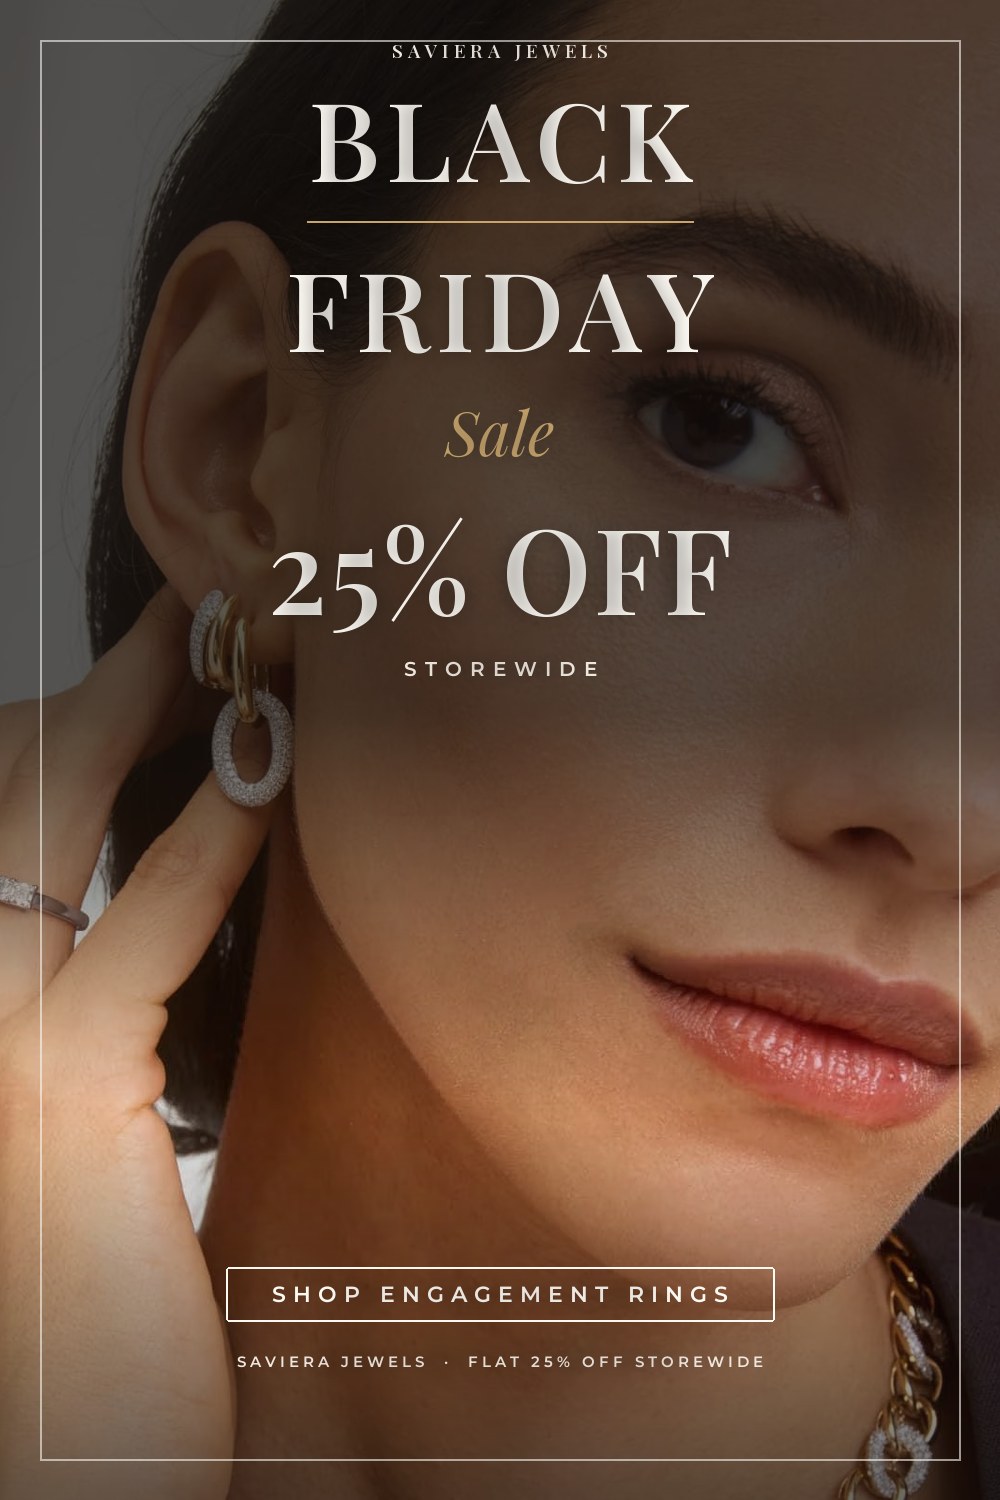 SAVIERA JEWELS
BLACK
FRIDAY
Sale
25% OFF
STOREWIDE
SHOP ENGAGEMENT RINGS
SAVIERA JEWELS · FLAT 25% OFF STOREWIDE